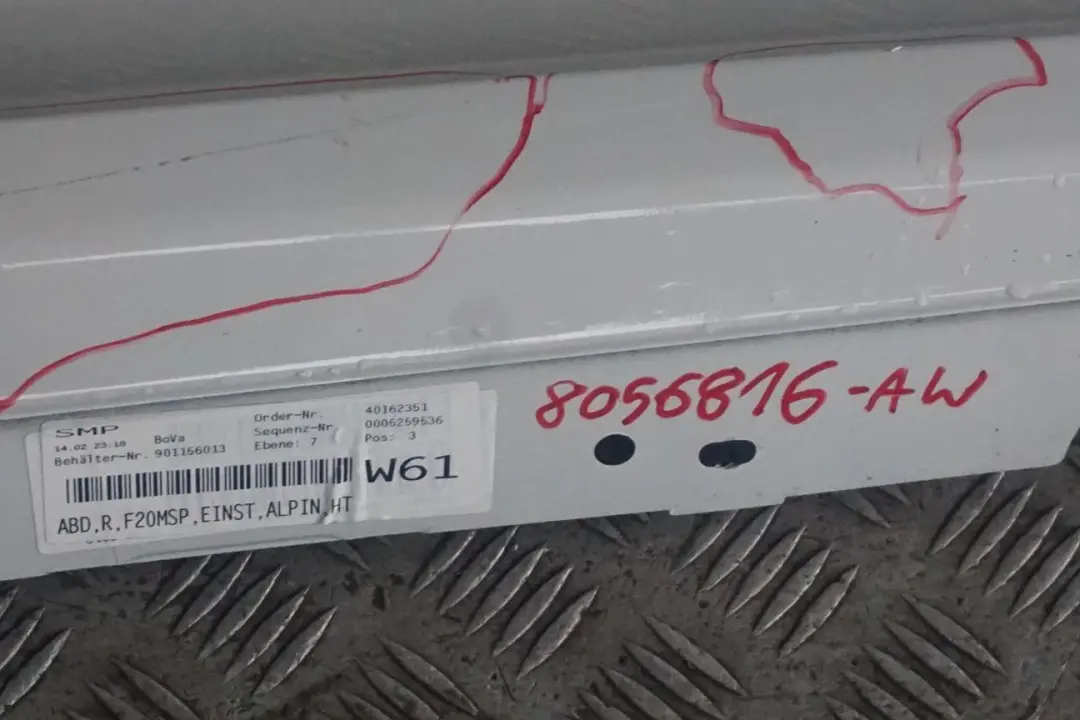 8056816-AW
SMP
14.02 23:10 BoVa Order-Nr. 40162351
Sequenz-Nr 0006259536
Behälter-Nr. 901156013 Ebene: 7 Pos: 3
W61
ABD,R,F20MSP,EINST,ALPIN,HT